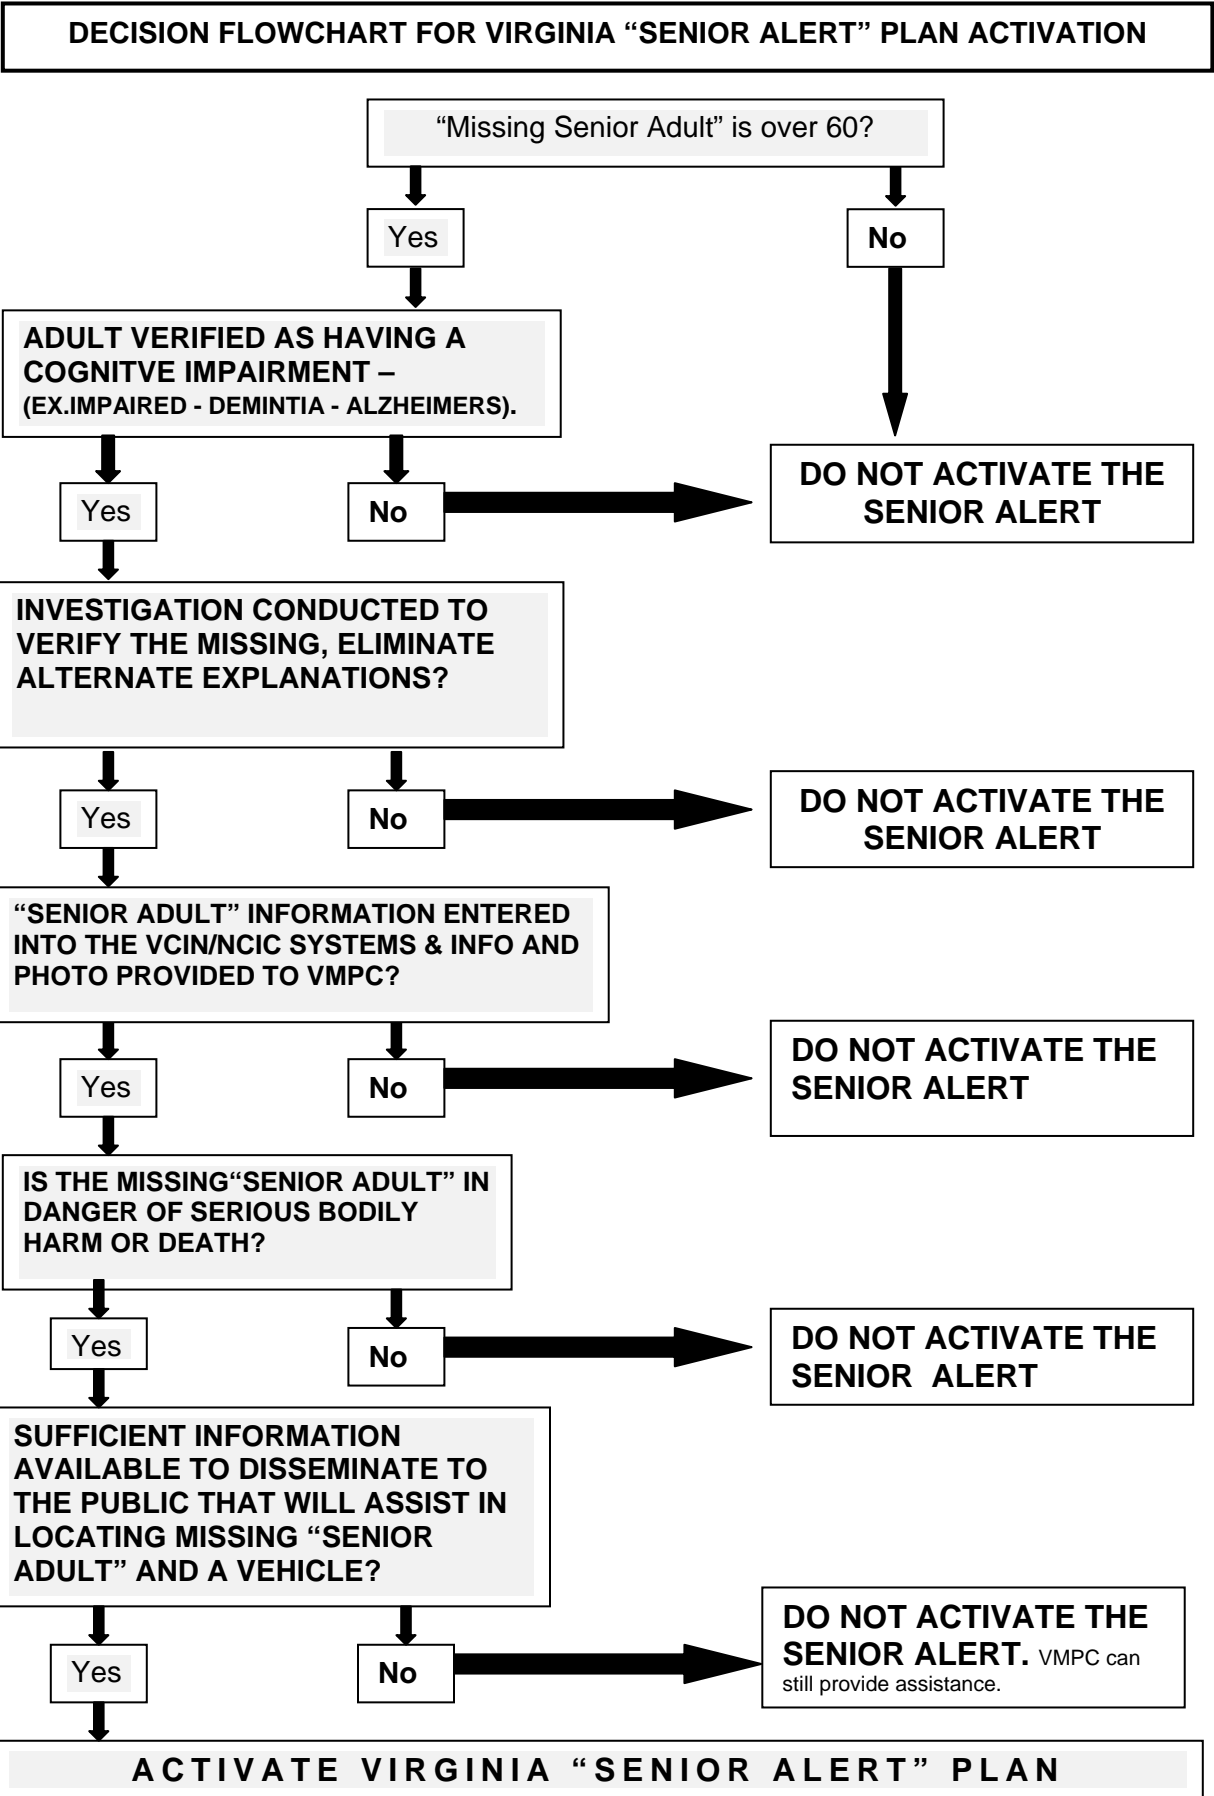 DECISION FLOWCHART FOR VIRGINIA “SENIOR ALERT” PLAN ACTIVATION
“Missing Senior Adult” is over 60?
Yes
No
ADULT VERIFIED AS HAVING A
COGNITVE IMPAIRMENT –
(EX.IMPAIRED - DEMINTIA - ALZHEIMERS).
Yes
No
DO NOT ACTIVATE THE
SENIOR ALERT
INVESTIGATION CONDUCTED TO
VERIFY THE MISSING, ELIMINATE
ALTERNATE EXPLANATIONS?
Yes
No
DO NOT ACTIVATE THE
SENIOR ALERT
“SENIOR ADULT” INFORMATION ENTERED
INTO THE VCIN/NCIC SYSTEMS & INFO AND
PHOTO PROVIDED TO VMPC?
Yes
No
DO NOT ACTIVATE THE
SENIOR ALERT
IS THE MISSING“SENIOR ADULT” IN
DANGER OF SERIOUS BODILY
HARM OR DEATH?
Yes
No
DO NOT ACTIVATE THE
SENIOR ALERT
SUFFICIENT INFORMATION
AVAILABLE TO DISSEMINATE TO
THE PUBLIC THAT WILL ASSIST IN
LOCATING MISSING “SENIOR
ADULT” AND A VEHICLE?
Yes
No
DO NOT ACTIVATE THE
SENIOR ALERT. VMPC can
still provide assistance.
ACTIVATE VIRGINIA “SENIOR ALERT” PLAN